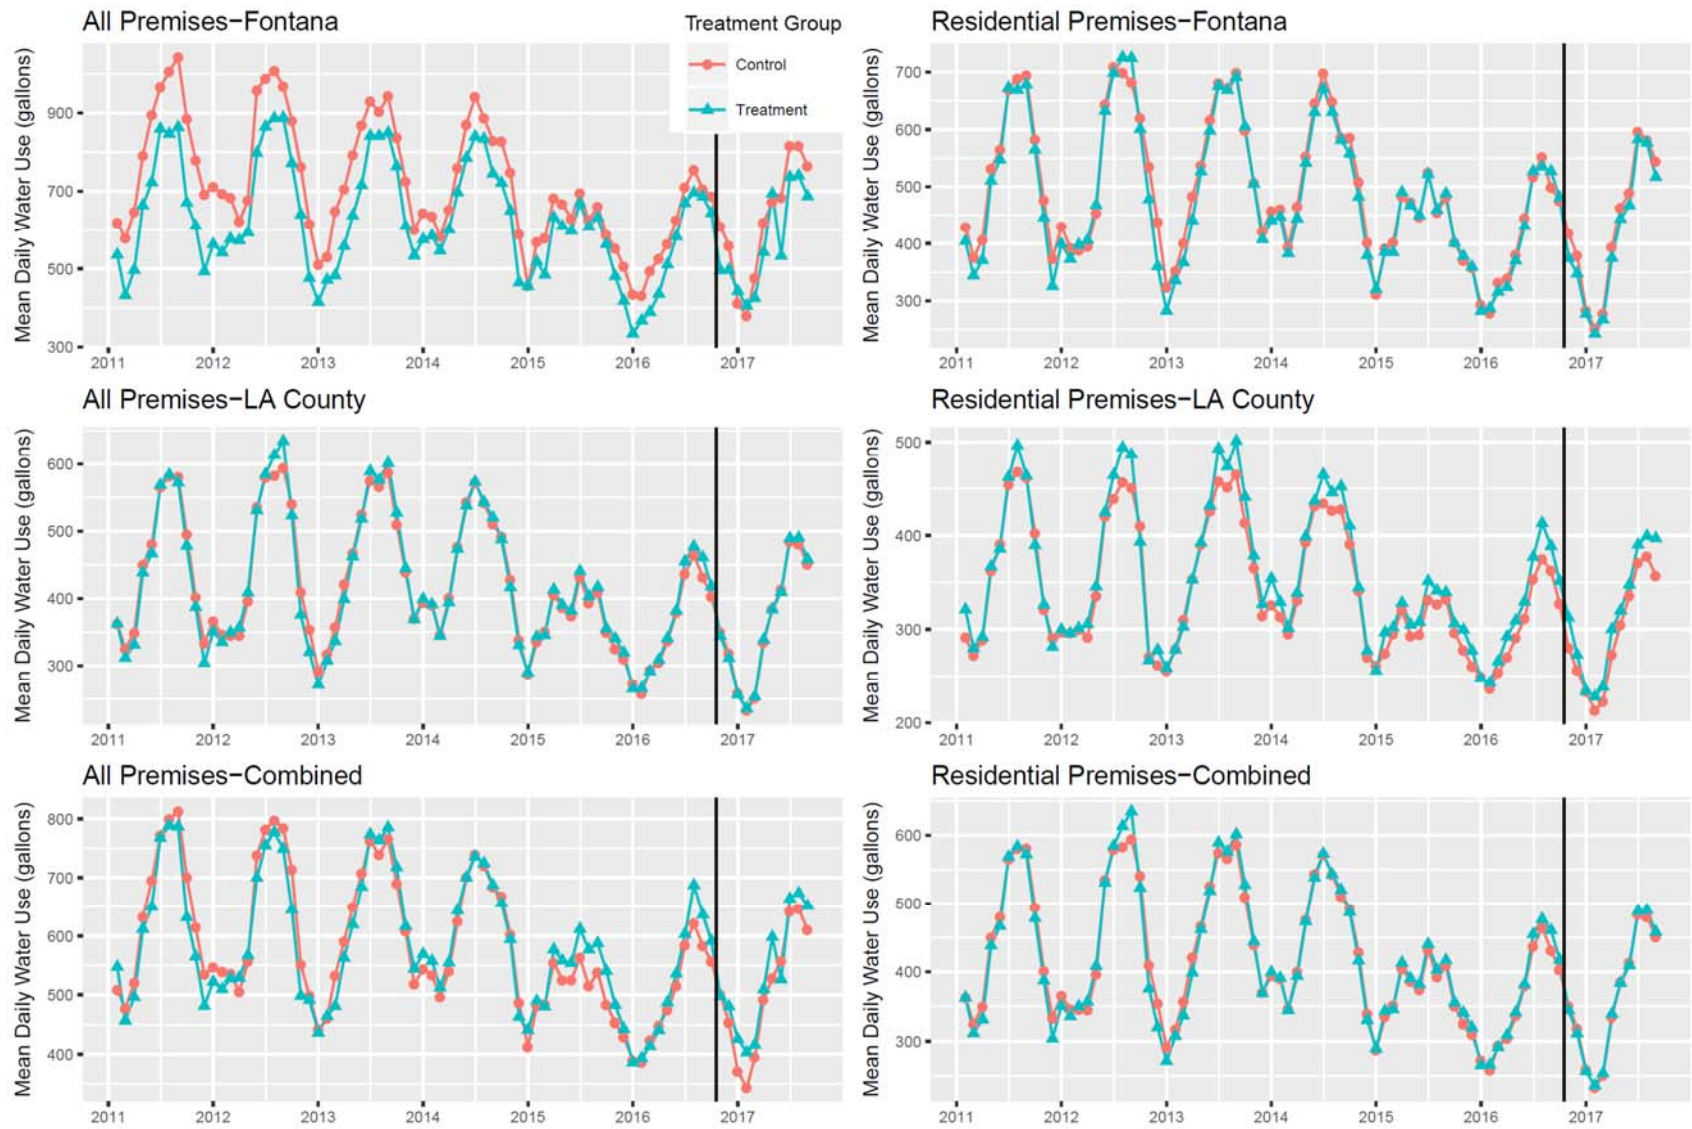 All Premises−Fontana
Treatment Group
Control
Treatment
Mean Daily Water Use (gallons)
900
700
500
300
2011 2012 2013 2014 2015 2016 2017
Residential Premises−Fontana
Mean Daily Water Use (gallons)
700
600
500
400
300
2011 2012 2013 2014 2015 2016 2017
All Premises−LA County
Mean Daily Water Use (gallons)
600
500
400
300
2011 2012 2013 2014 2015 2016 2017
Residential Premises−LA County
Mean Daily Water Use (gallons)
500
400
300
200
2011 2012 2013 2014 2015 2016 2017
All Premises−Combined
Mean Daily Water Use (gallons)
800
700
600
500
400
2011 2012 2013 2014 2015 2016 2017
Residential Premises−Combined
Mean Daily Water Use (gallons)
600
500
400
300
2011 2012 2013 2014 2015 2016 2017